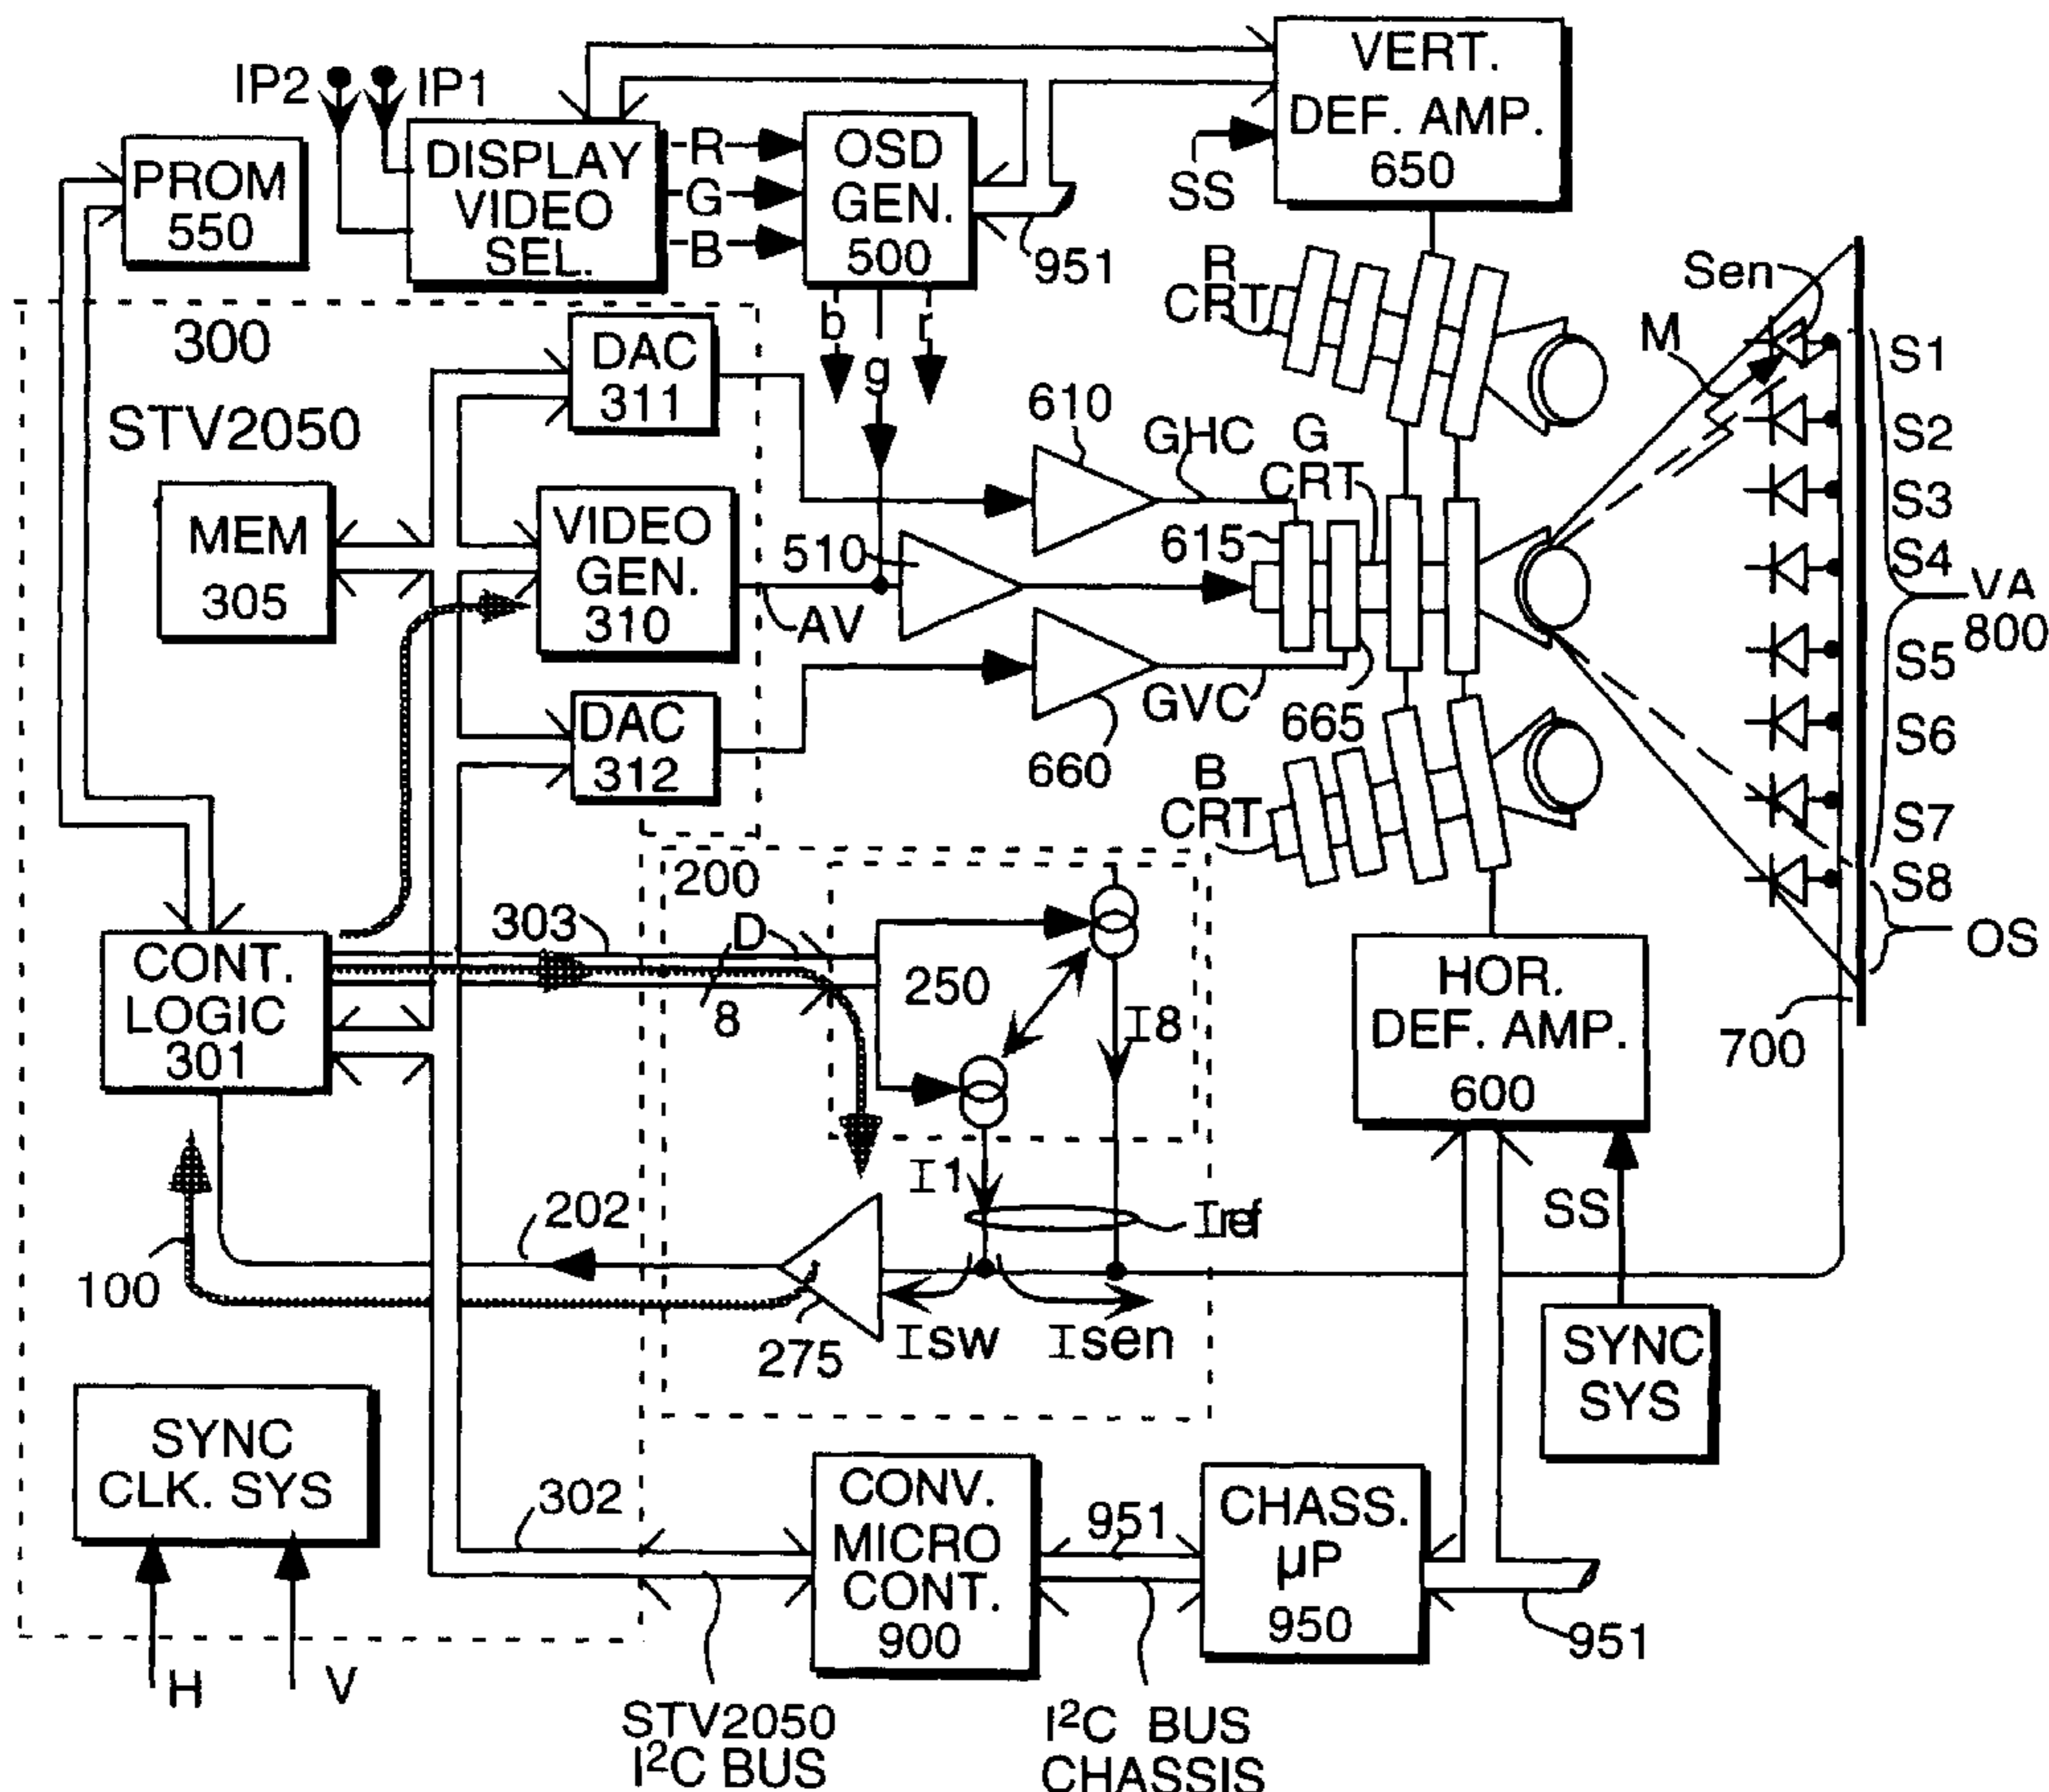 IP2
IP1
VERT.
DEF. AMP.
650
SS
PROM
550
DISPLAY
VIDEO
SEL.
R
G
B
OSD
GEN.
500
951
b
g
r
R
CRT
Sen
M
S1
S2
S3
S4
S5
S6
S7
S8
VA
800
OS
700
300
STV2050
DAC
311
MEM
305
VIDEO
GEN.
310
AV
510
DAC
312
610
GHC
G
CRT
615
GVC
660
665
B
CRT
200
303
D
8
250
I8
I1
Iref
CONT.
LOGIC
301
HOR.
DEF. AMP.
600
SS
SYNC
SYS
202
100
275
Isw
Isen
SYNC
CLK. SYS
H
V
302
CONV.
MICRO
CONT.
900
951
CHASS.
µP
950
951
STV2050
I²C BUS
I²C BUS
CHASSIS